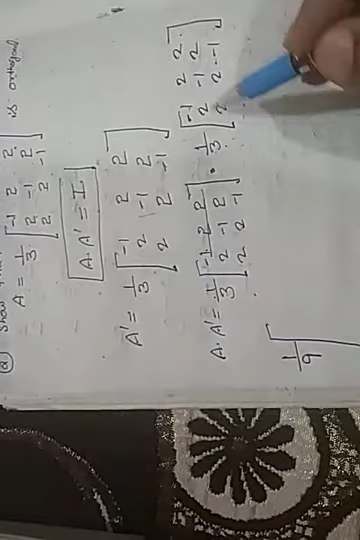 ② Show that
A = 1/3 [-1 2 2
2 -1 2
2 2 -1] is orthogonal
A·A' = I
A' = 1/3 [-1 2 2
2 -1 2
2 2 -1]
A·A' = 1/3 [-1 2 2
2 -1 2
2 2 -1] · 1/3 [-1 2 2
2 -1 2
2 2 -1]
1/9 [